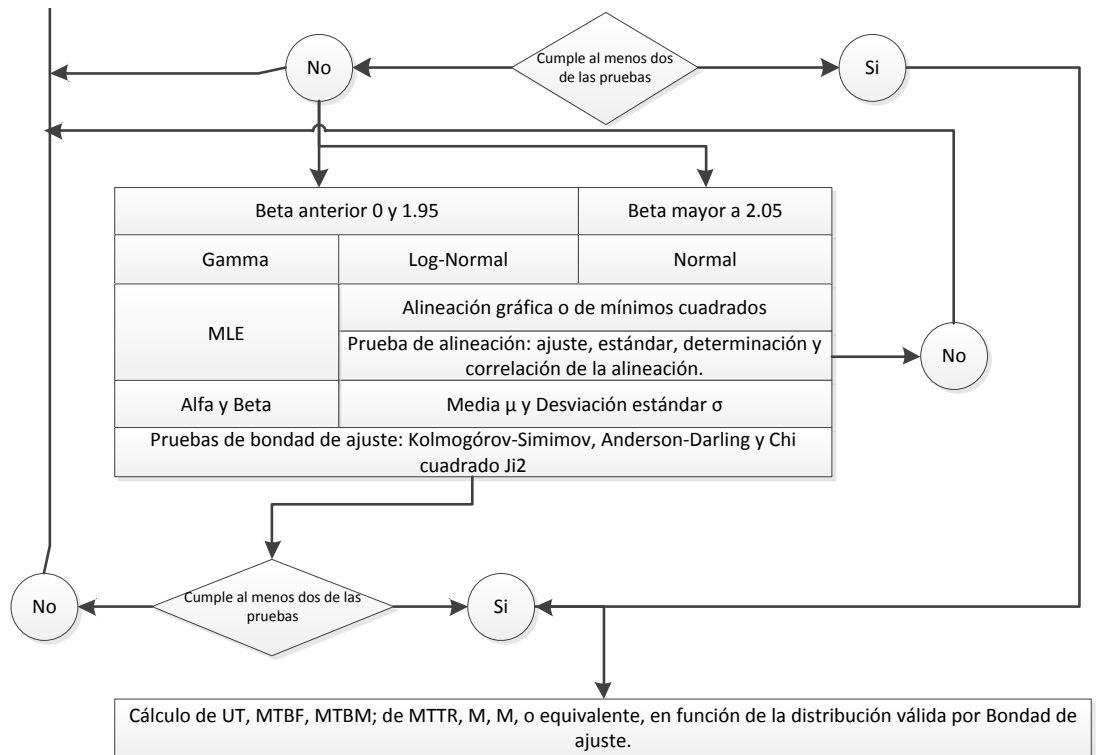 Cumple al menos dos
de las pruebas
No
Si
Beta anterior 0 y 1.95
Beta mayor a 2.05
Gamma
Log-Normal
Normal
MLE
Alineación gráfica o de mínimos cuadrados
Prueba de alineación: ajuste, estándar, determinación y
correlación de la alineación.
No
Alfa y Beta
Media μ y Desviación estándar σ
Pruebas de bondad de ajuste: Kolmogórov-Simimov, Anderson-Darling y Chi
cuadrado Ji2
No
Cumple al menos dos de las
pruebas
Si
Cálculo de UT, MTBF, MTBM; de MTTR, M, M, o equivalente, en función de la distribución válida por Bondad de
ajuste.